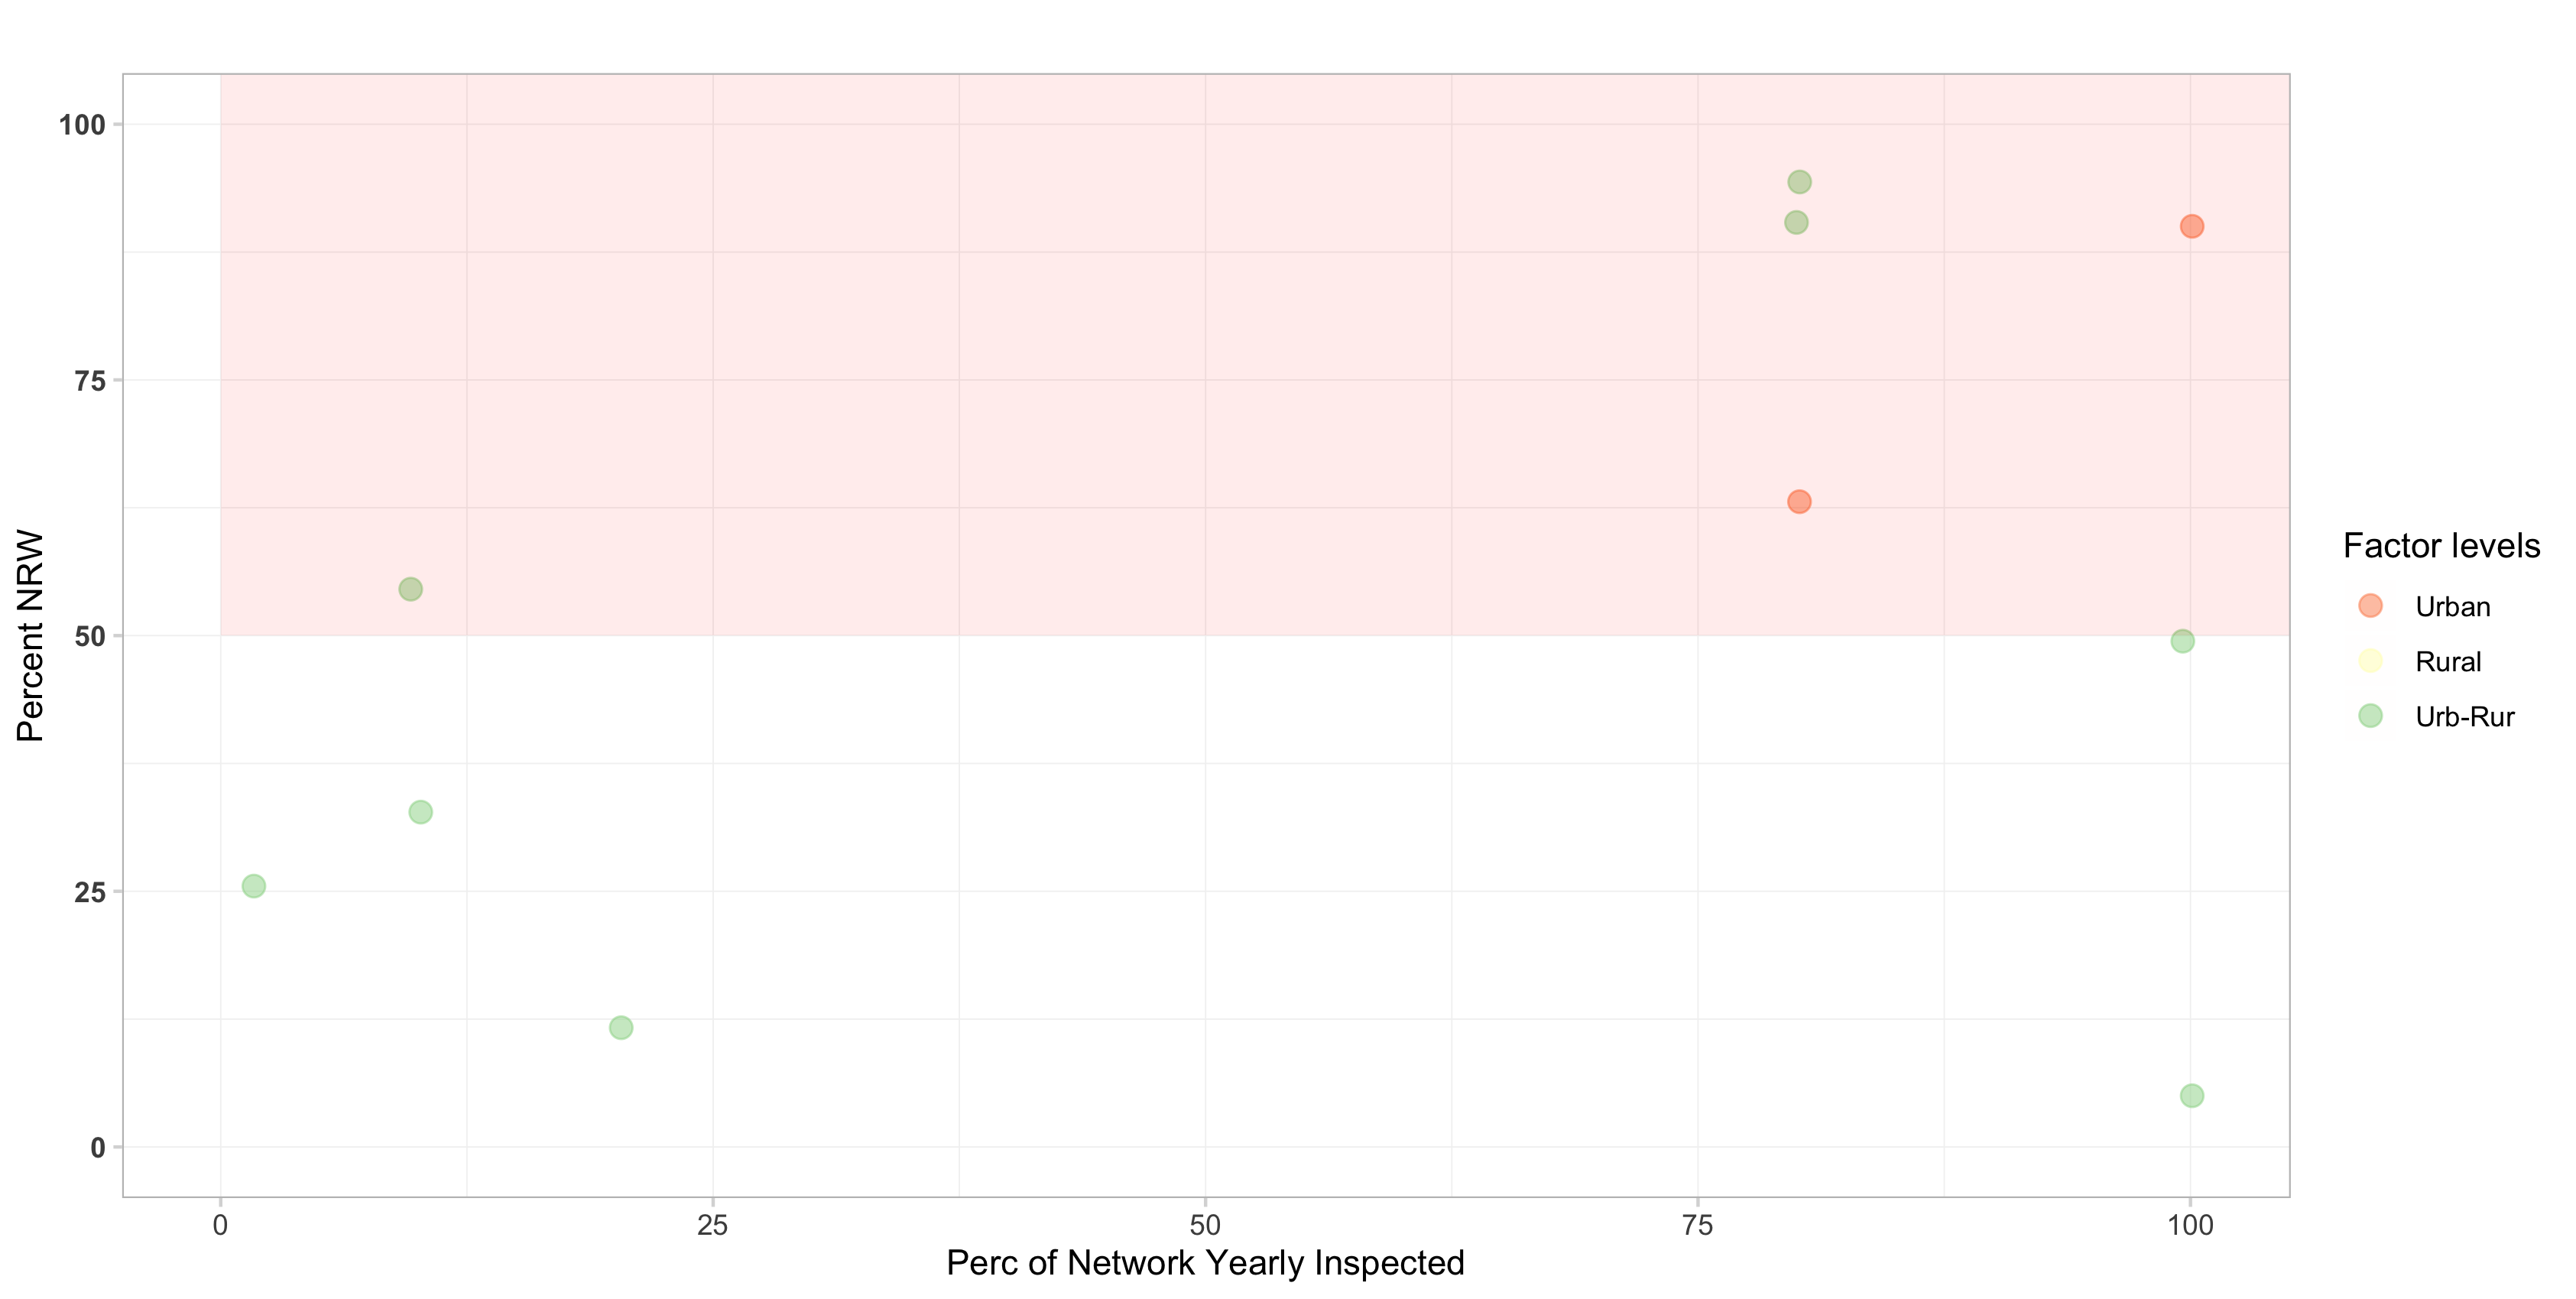 100
75
50
25
0
Percent NRW
0 25 50 75 100
Perc of Network Yearly Inspected
Factor levels
Urban
Rural
Urb-Rur